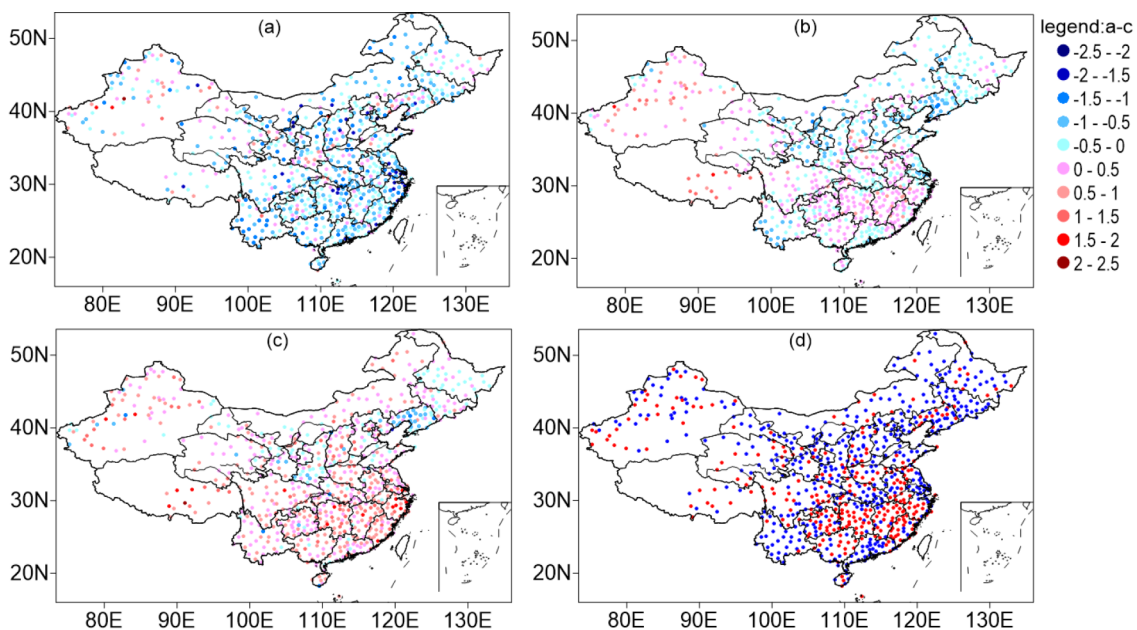 (a)
50N
40N
30N
20N
80E 90E 100E 110E 120E 130E
(b)
50N
40N
30N
20N
80E 90E 100E 110E 120E 130E
legend:a-c
-2.5 - -2
-2 - -1.5
-1.5 - -1
-1 - -0.5
-0.5 - 0
0 - 0.5
0.5 - 1
1 - 1.5
1.5 - 2
2 - 2.5
(c)
50N
40N
30N
20N
80E 90E 100E 110E 120E 130E
(d)
50N
40N
30N
20N
80E 90E 100E 110E 120E 130E